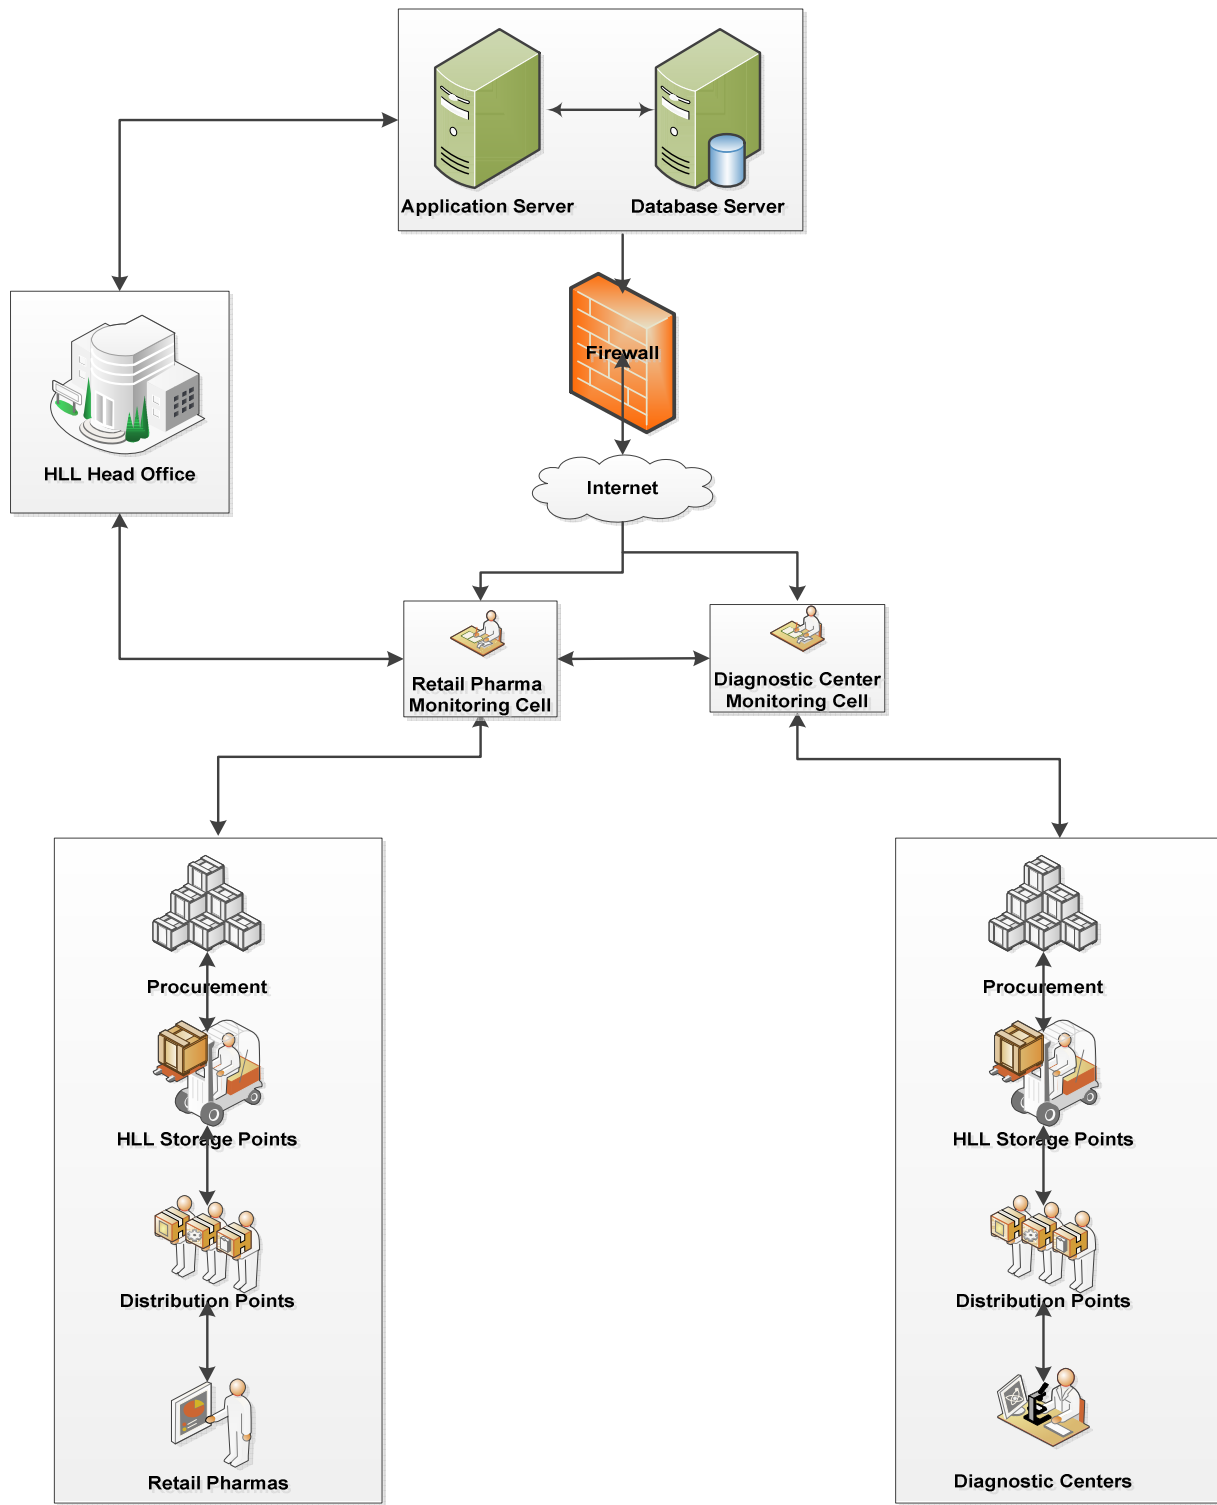 Application Server
Database Server
Firewall
HLL Head Office
Internet
Retail Pharma
Monitoring Cell
Diagnostic Center
Monitoring Cell
Procurement
HLL Storage Points
Distribution Points
Retail Pharmas
Procurement
HLL Storage Points
Distribution Points
Diagnostic Centers